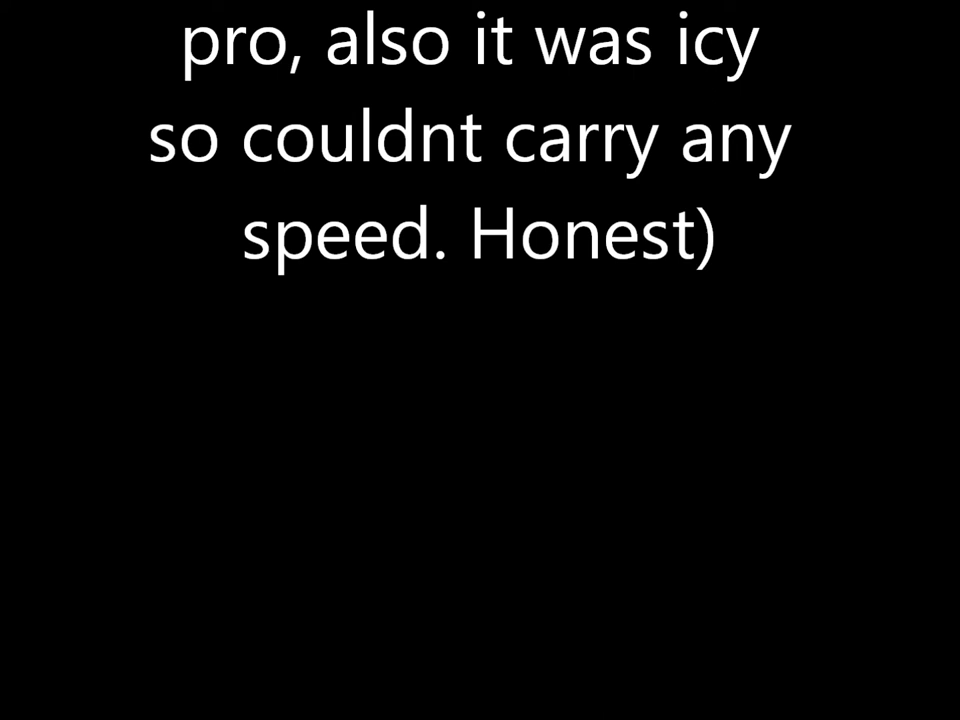 pro, also it was icy
so couldnt carry any
speed. Honest)